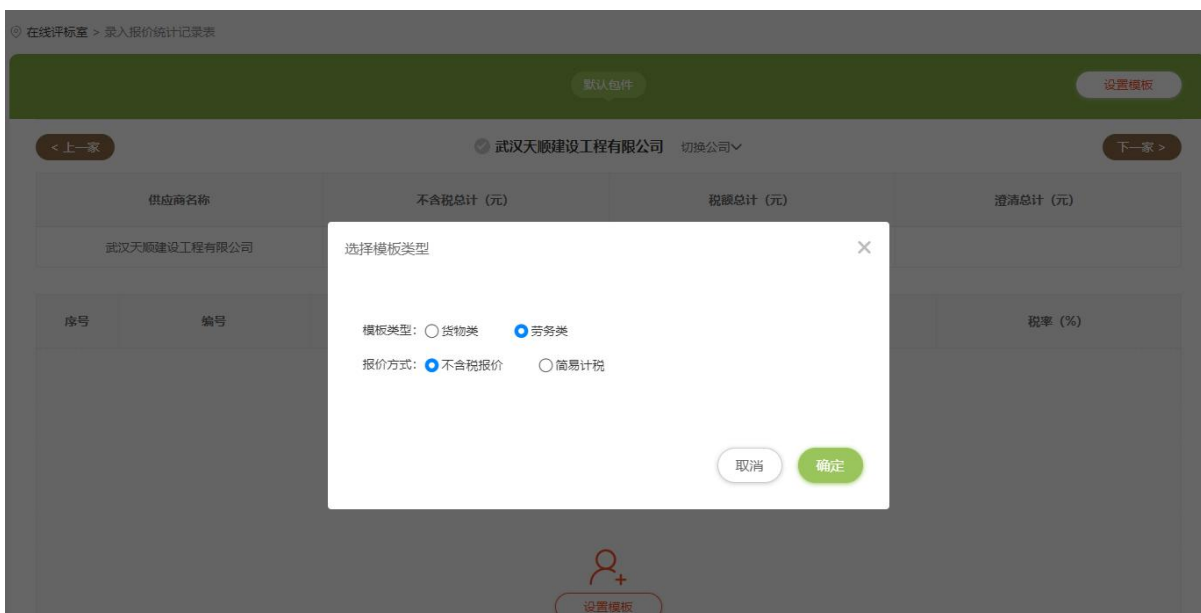 在线评标室 > 录入报价统计记录表
默认包件
设置模板
< 上一家
武汉天顺建设工程有限公司 切换公司
下一家 >
供应商名称 不含税总计（元） 税额总计（元） 澄清总计（元）
武汉天顺建设工程有限公司
选择模板类型
序号 编号 税率（%）
模板类型： 货物类 劳务类
报价方式： 不含税报价 简易计税
取消 确定
设置模板